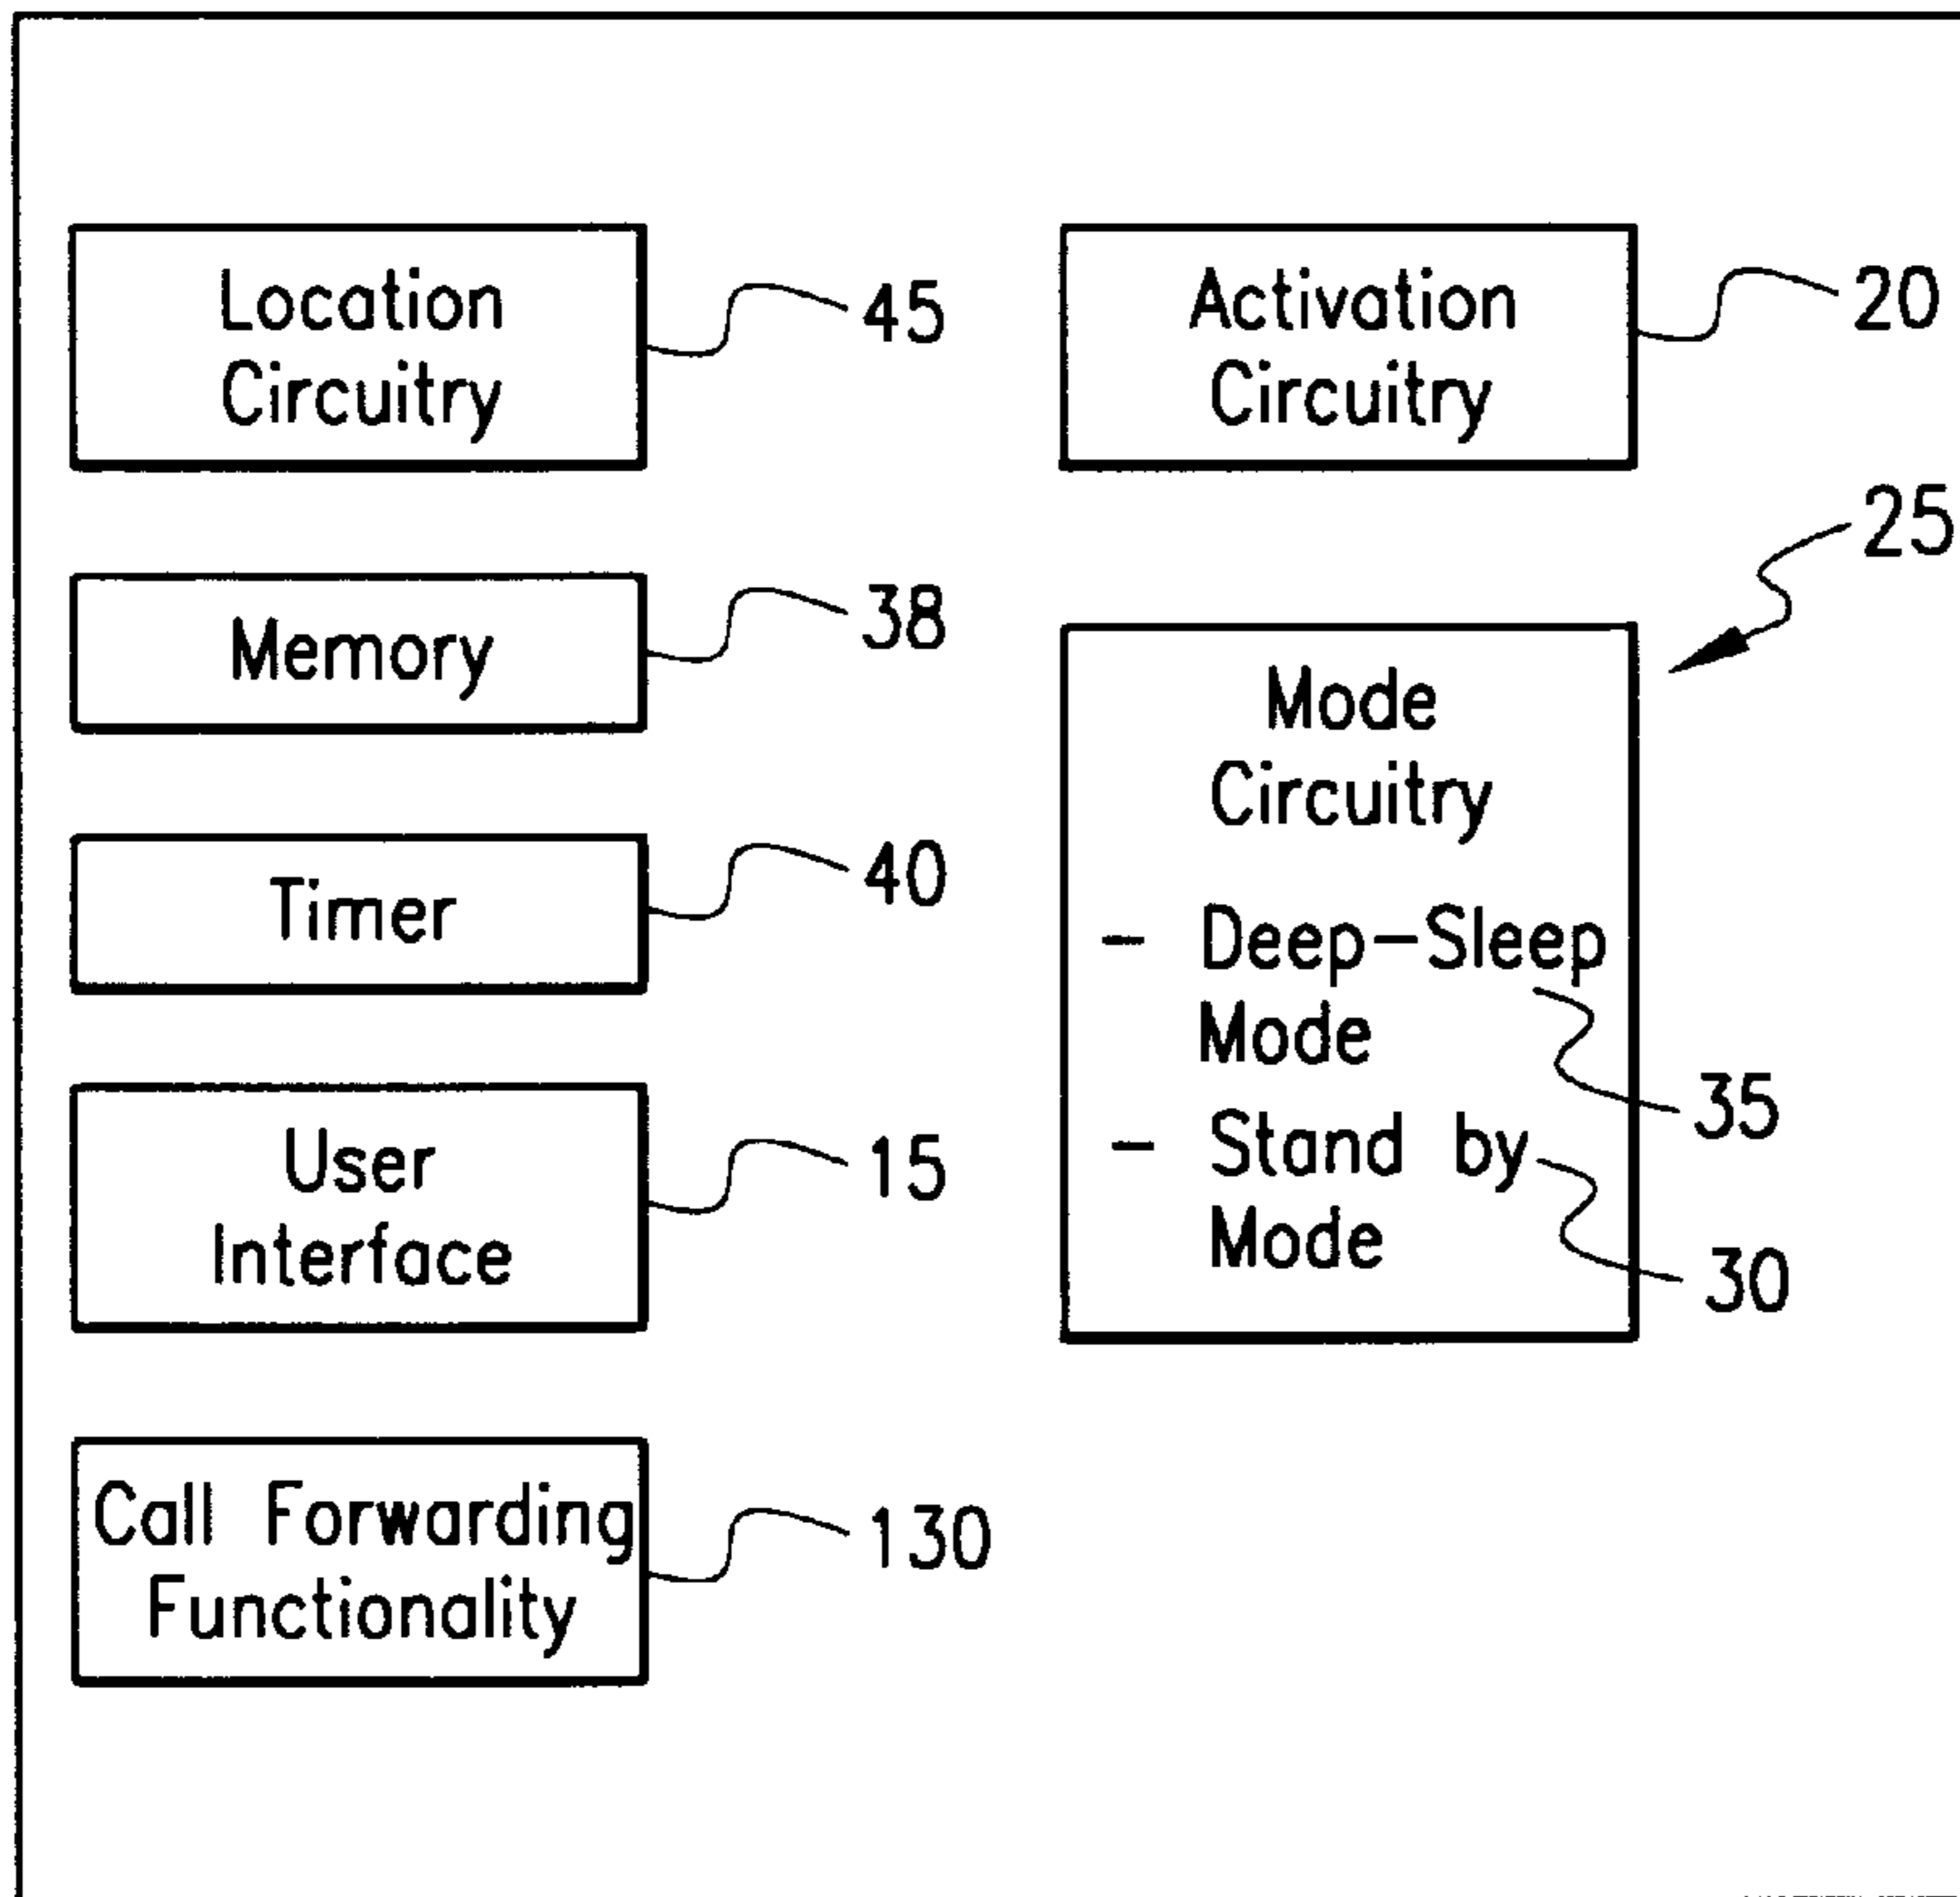 Location
Circuitry
45
Memory
38
Timer
40
User
Interface
15
Call Forwarding
Functionality
130
Activation
Circuitry
20
25
Mode
Circuitry
- Deep-Sleep
Mode
35
- Stand by
Mode
30